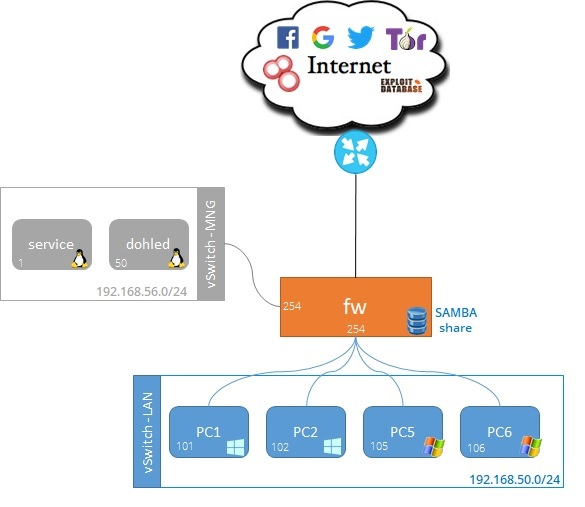 Tor
Internet
EXPLOIT
DATABASE
vSwitch - MNG
service
1
dohled
50
192.168.56.0/24
254
fw
254
SAMBA
share
vSwitch - LAN
PC1
101
PC2
102
PC5
105
PC6
106
192.168.50.0/24